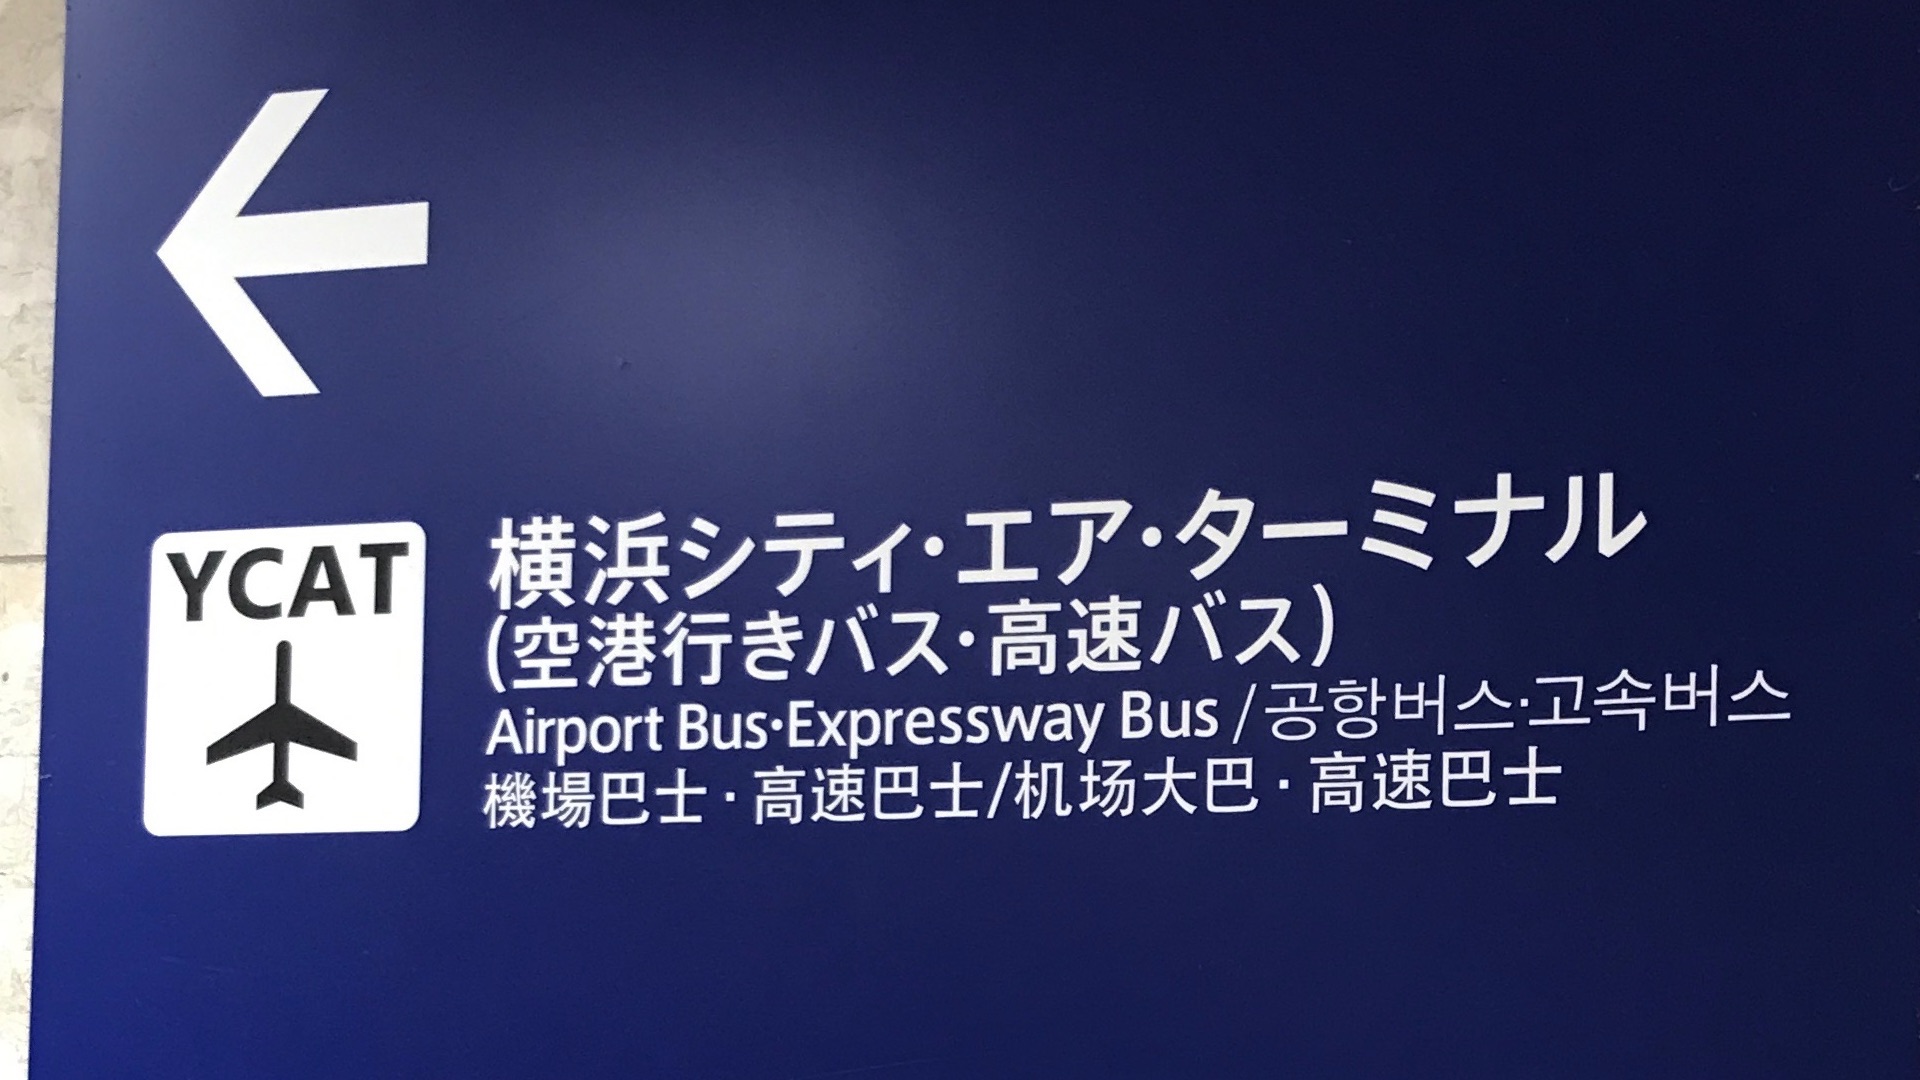 YCAT
横浜シティ・エア・ターミナル
(空港行きバス・高速バス)
Airport Bus・Expressway Bus / 공항버스·고속버스
機場巴士・高速巴士/机场大巴・高速巴士